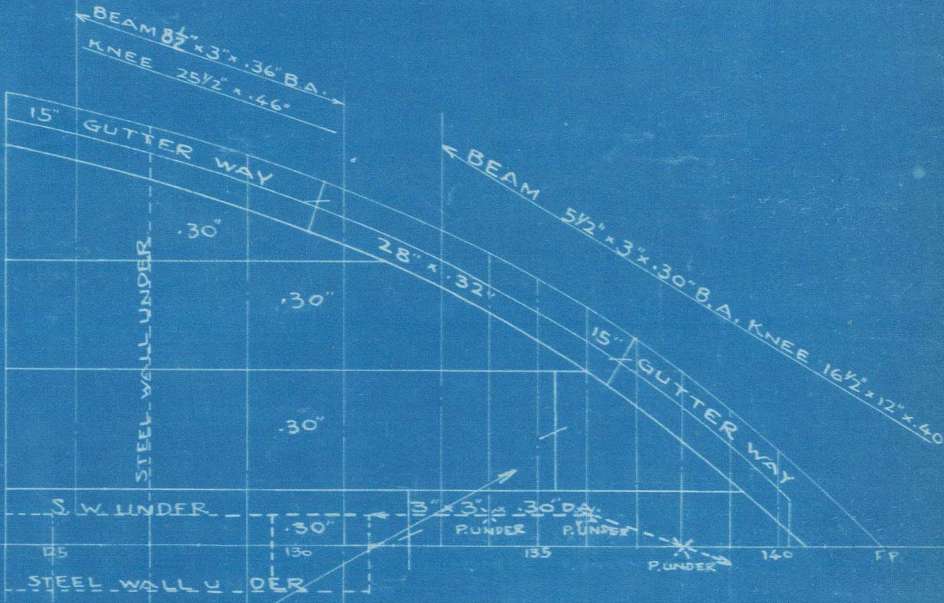 BEAM 8½" x 3" x .36" B.A.
KNEE 25½" x .46"
15" GUTTER WAY
BEAM 5½" x 3" x .30" B.A. KNEE 16½" x 12" x .40
.30"
28" x .32"
STEEL WALL UNDER
.30"
15" GUTTER WAY
.30"
S. W. UNDER
3" x 3" x .30" D.A.
.30"
P. UNDER
P. UNDER
125
130
135
140
F.P.
P. UNDER
STEEL WALL U DER